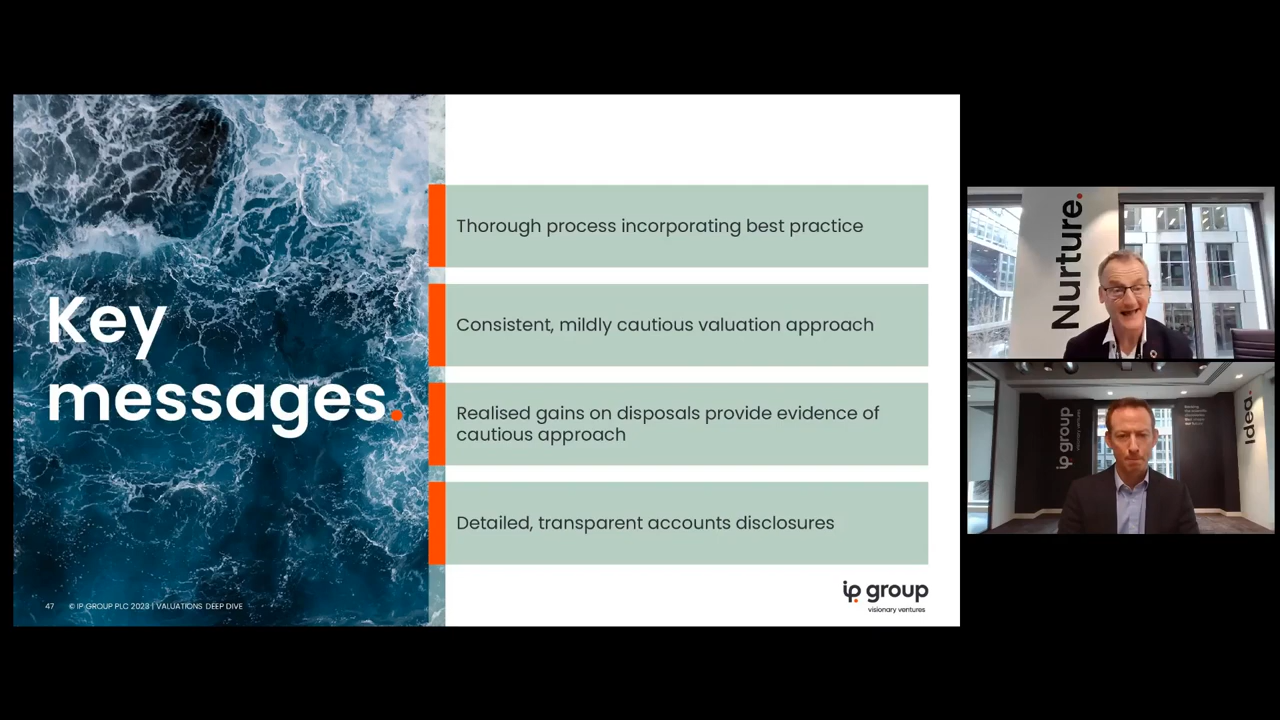 Key
messages.
Thorough process incorporating best practice
Consistent, mildly cautious valuation approach
Realised gains on disposals provide evidence of
cautious approach
Detailed, transparent accounts disclosures
47 © IP GROUP PLC 2023 | VALUATIONS DEEP DIVE
ip group
visionary ventures
Nurture.
ip group
Idea.